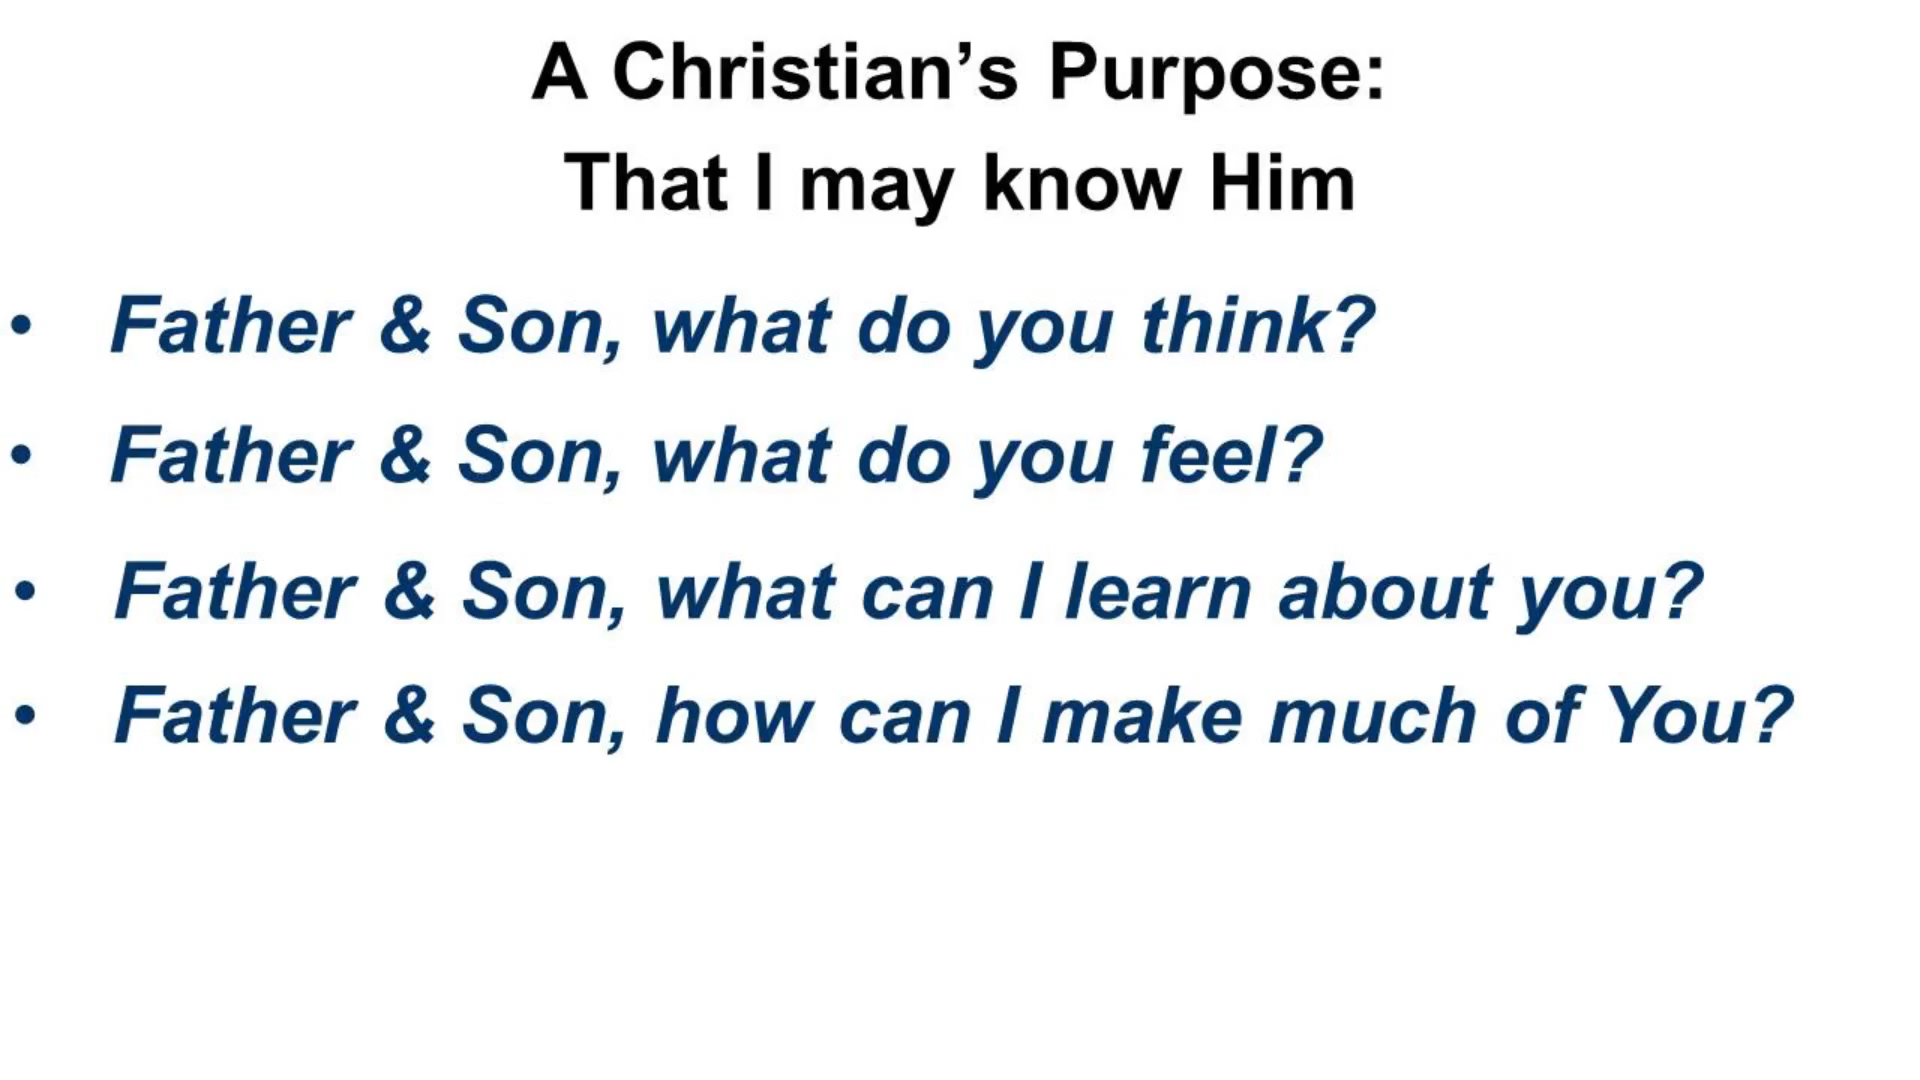 A Christian’s Purpose:
That I may know Him
• Father & Son, what do you think?
• Father & Son, what do you feel?
• Father & Son, what can I learn about you?
• Father & Son, how can I make much of You?